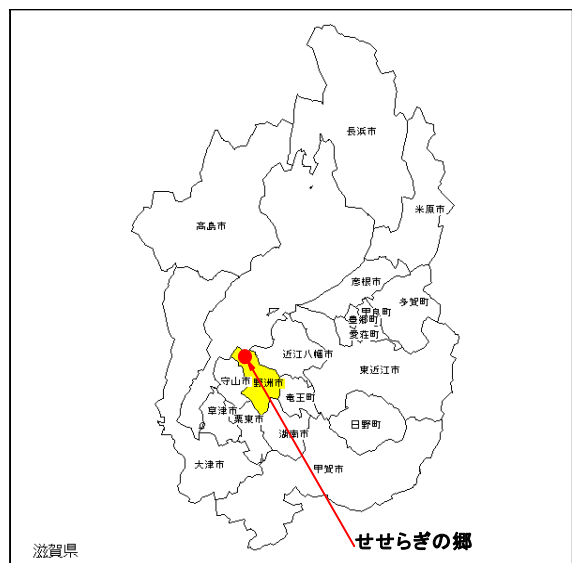 長浜市
米原市
高島市
彦根市
多賀町
甲良町
豊郷町
愛荘町
近江八幡市
東近江市
守山市
野洲市
竜王町
草津市
栗東市
日野町
湖南市
大津市
甲賀市
せせらぎの郷
滋賀県